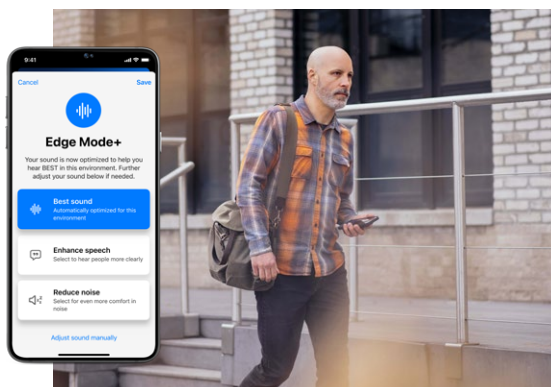 9:41
Cancel
Save
Edge Mode+
Your sound is now optimized to help you
hear BEST in this environment. Further
adjust your sound below if needed.
Best sound
Automatically optimized for this
environment
Enhance speech
Select to hear people more clearly
Reduce noise
Select for even more comfort in
noise
Adjust sound manually